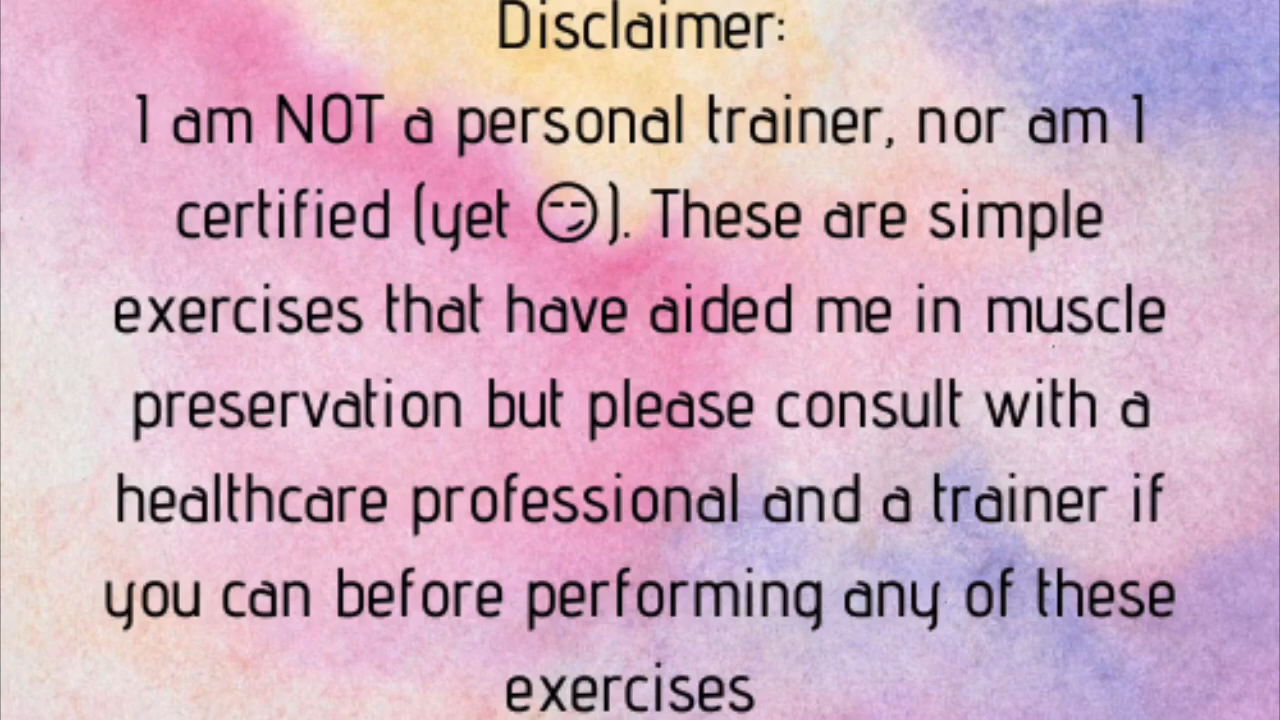 Disclaimer:
I am NOT a personal trainer, nor am I
certified (yet 😏). These are simple
exercises that have aided me in muscle
preservation but please consult with a
healthcare professional and a trainer if
you can before performing any of these
exercises